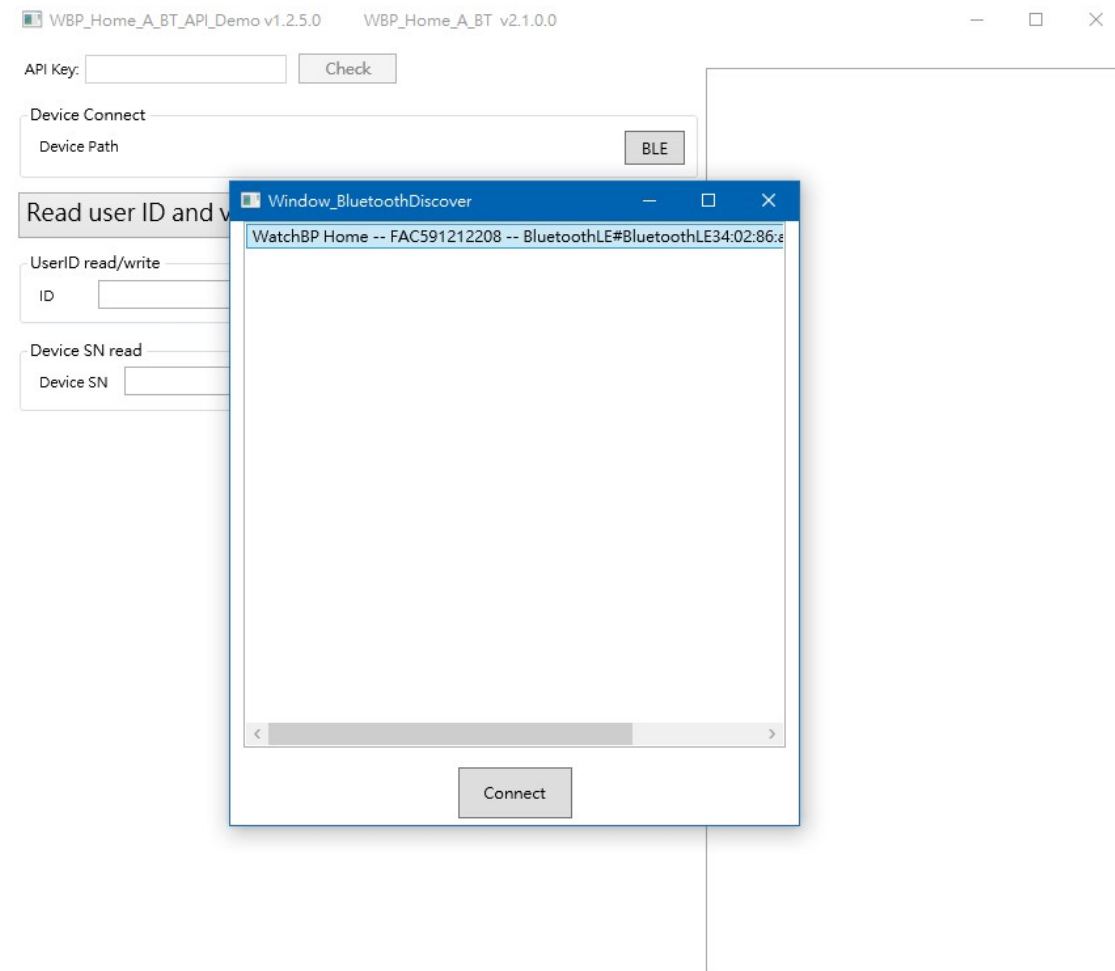 WBP_Home_A_BT_API_Demo v1.2.5.0 WBP_Home_A_BT v2.1.0.0
API Key: Check
Device Connect
Device Path BLE
Read user ID and v
UserID read/write
ID
Device SN read
Device SN
Window_BluetoothDiscover
WatchBP Home -- FAC591212208 -- BluetoothLE#BluetoothLE34:02:86:a
Connect